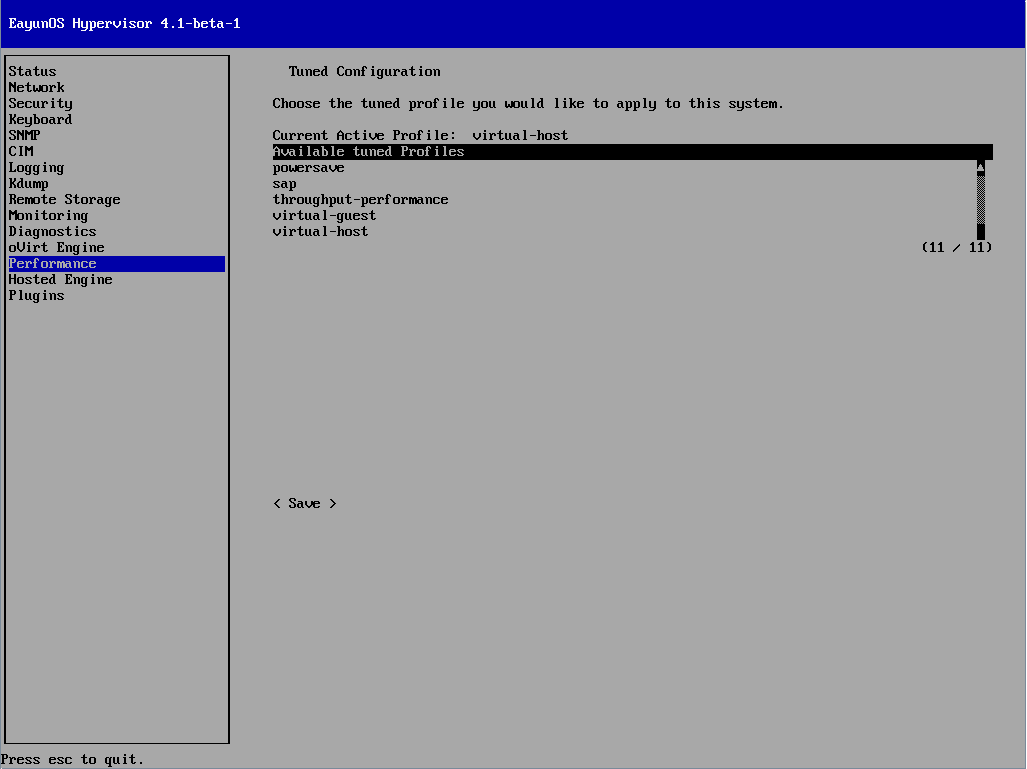 EayunOS Hypervisor 4.1-beta-1
Status
Network
Security
Keyboard
SNMP
CIM
Logging
Kdump
Remote Storage
Monitoring
Diagnostics
oVirt Engine
Performance
Hosted Engine
Plugins
Tuned Configuration
Choose the tuned profile you would like to apply to this system.
Current Active Profile:  virtual-host
Available tuned Profiles
powersave
sap
throughput-performance
virtual-guest
virtual-host
(11 / 11)
< Save >
Press esc to quit.